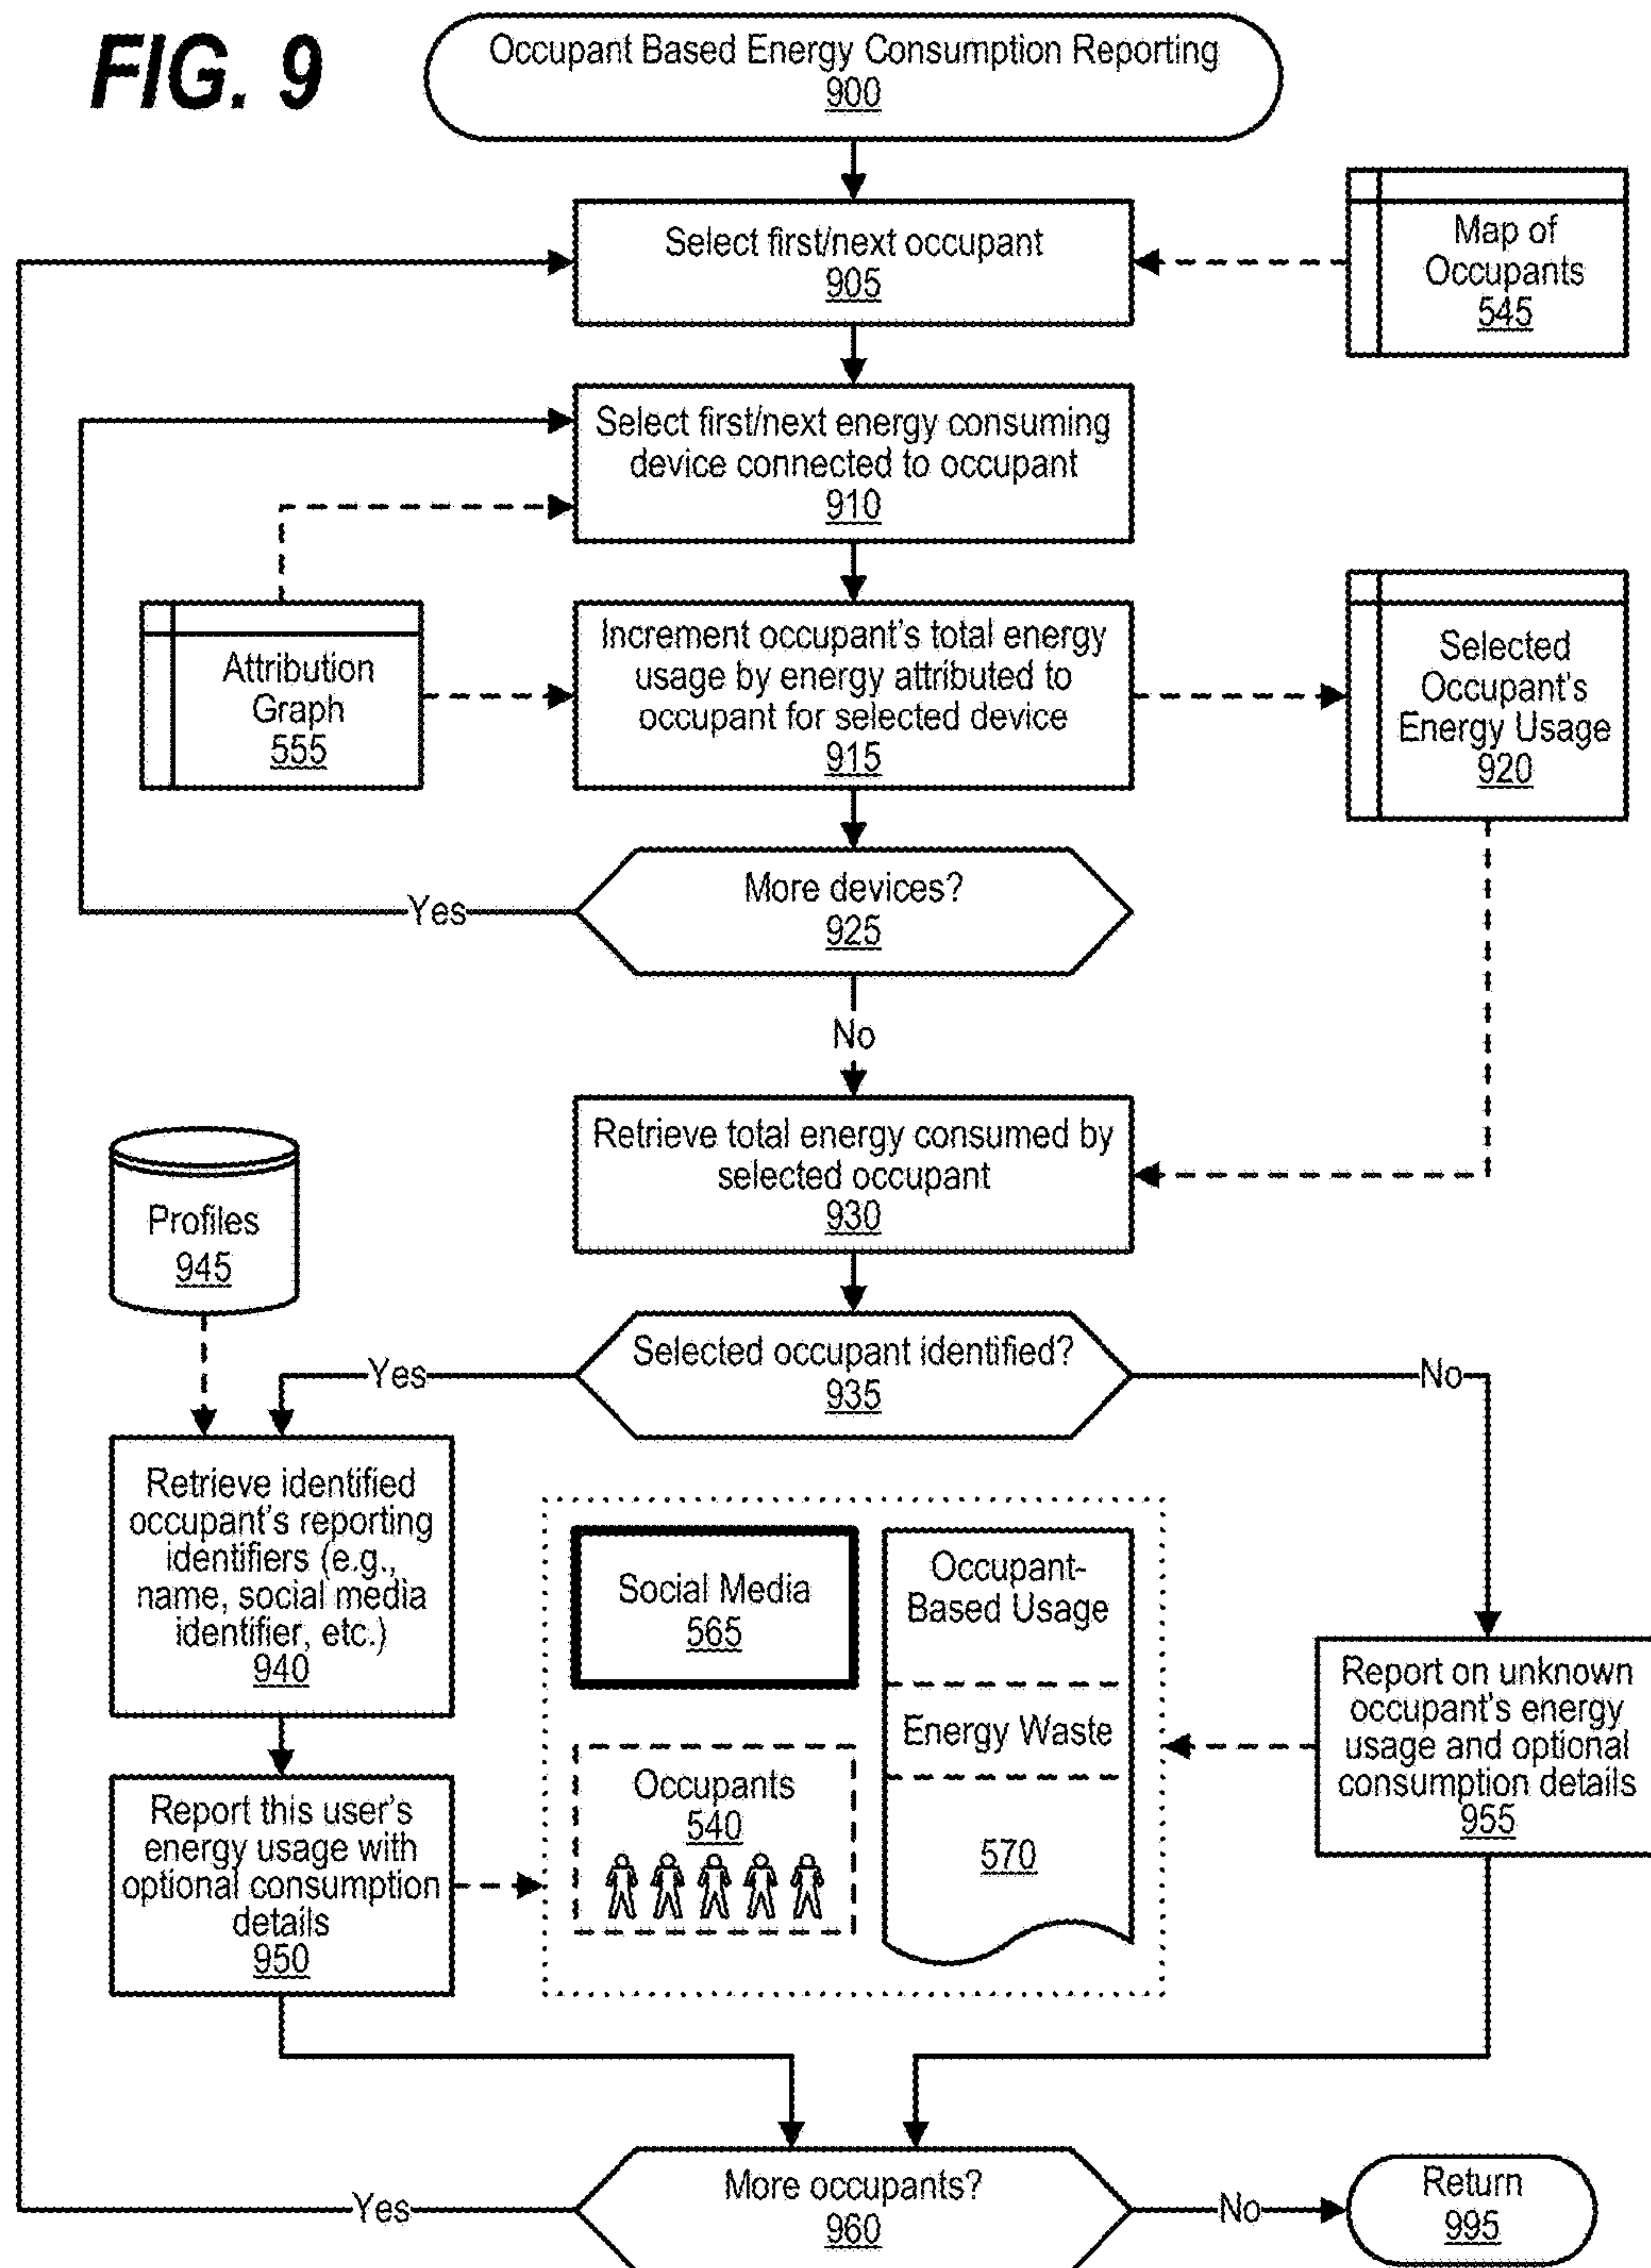 FIG. 9
Occupant Based Energy Consumption Reporting
900
Select first/next occupant
905
Map of
Occupants
545
Select first/next energy consuming
device connected to occupant
910
Attribution
Graph
555
Increment occupant's total energy
usage by energy attributed to
occupant for selected device
915
Selected
Occupant's
Energy Usage
920
More devices?
925
Yes
No
Retrieve total energy consumed by
selected occupant
930
Profiles
945
Selected occupant identified?
935
Yes
No
Retrieve identified
occupant's reporting
identifiers (e.g.,
name, social media
identifier, etc.)
940
Social Media
565
Occupant-
Based Usage
Energy Waste
570
Occupants
540
Report on unknown
occupant's energy
usage and optional
consumption details
955
Report this user's
energy usage with
optional consumption
details
950
More occupants?
960
Yes
No
Return
995